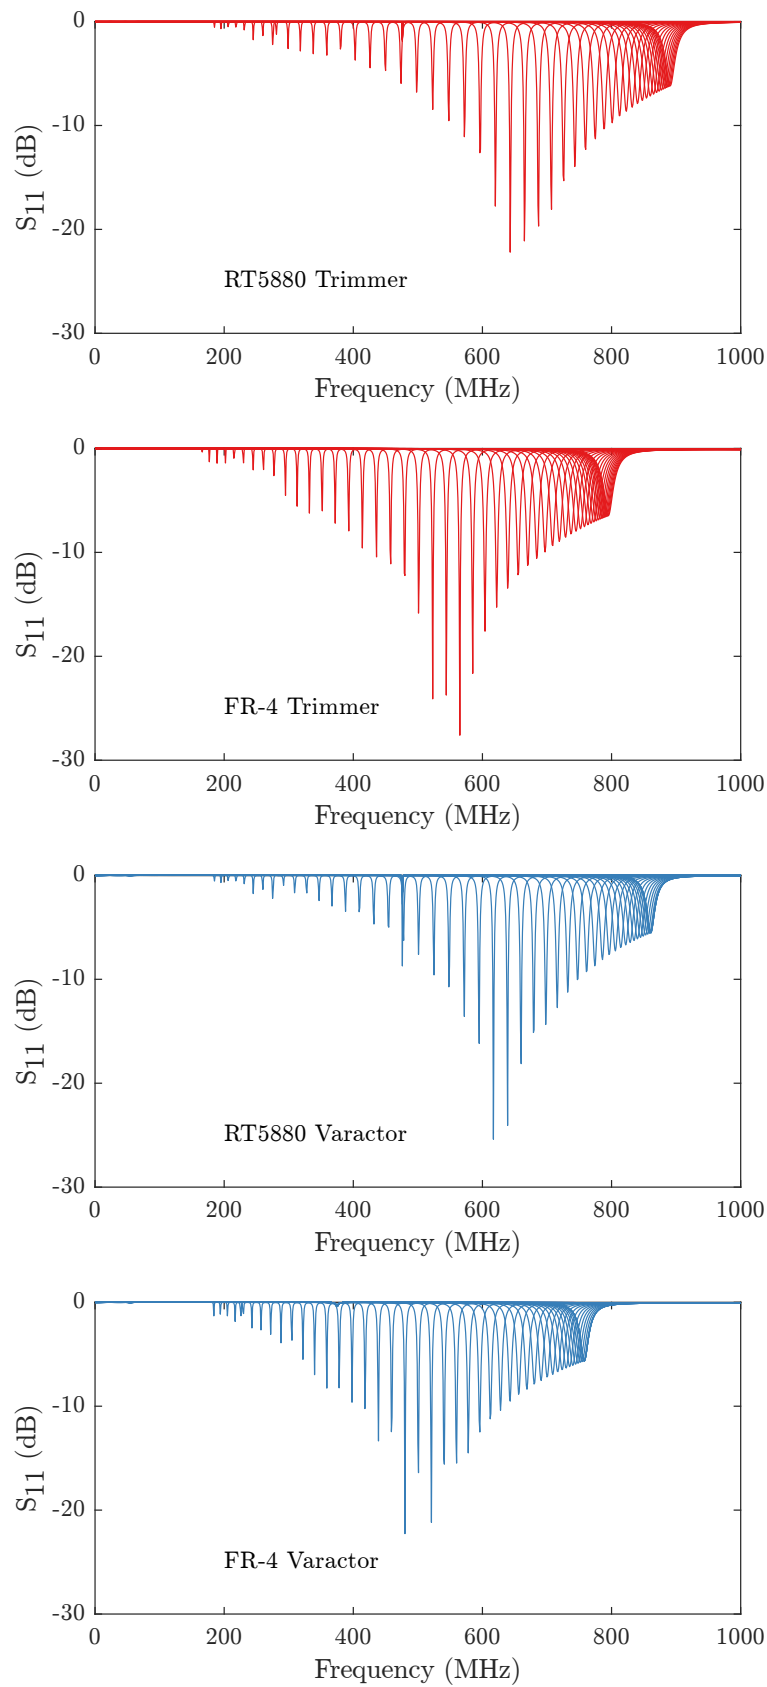 0
-10
-20
-30
S11 (dB)
RT5880 Trimmer
0 200 400 600 800 1000
Frequency (MHz)
0
-10
-20
-30
S11 (dB)
FR-4 Trimmer
0 200 400 600 800 1000
Frequency (MHz)
0
-10
-20
-30
S11 (dB)
RT5880 Varactor
0 200 400 600 800 1000
Frequency (MHz)
0
-10
-20
-30
S11 (dB)
FR-4 Varactor
0 200 400 600 800 1000
Frequency (MHz)